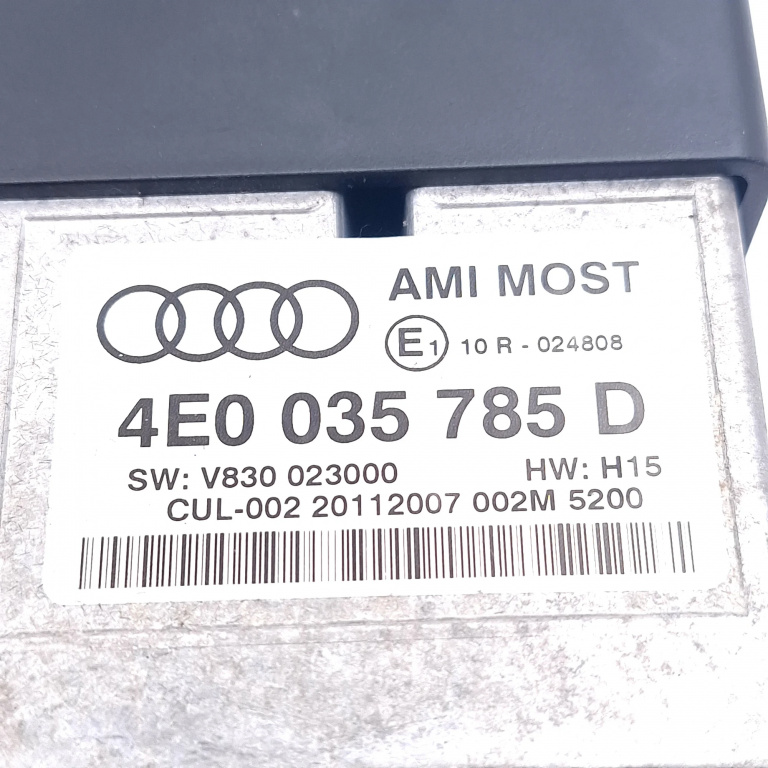 AMI MOST
E1 10 R - 024808
4E0 035 785 D
SW: V830 023000 HW: H15
CUL-002 20112007 002M 5200